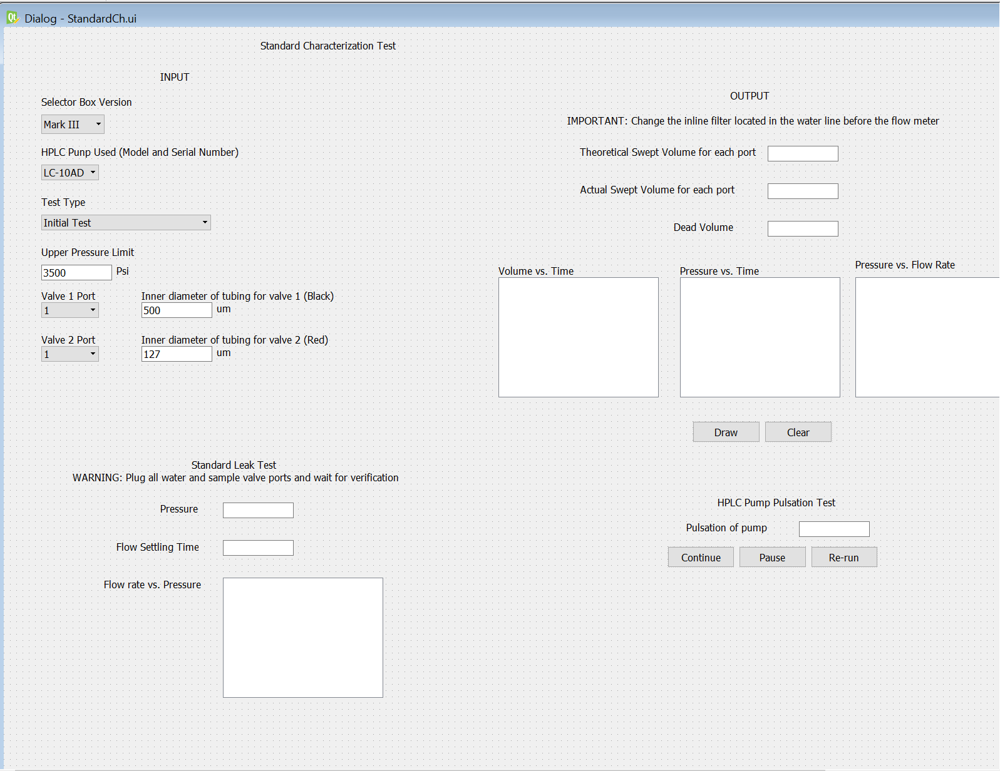 Dialog - StandardCh.ui
Standard Characterization Test
INPUT
Selector Box Version
Mark III
HPLC Punp Used (Model and Serial Number)
LC-10AD
Test Type
Initial Test
Upper Pressure Limit
3500 Psi
Valve 1 Port
1
Inner diameter of tubing for valve 1 (Black)
500 um
Valve 2 Port
1
Inner diameter of tubing for valve 2 (Red)
127 um
OUTPUT
IMPORTANT: Change the inline filter located in the water line before the flow meter
Theoretical Swept Volume for each port
Actual Swept Volume for each port
Dead Volume
Volume vs. Time
Pressure vs. Time
Pressure vs. Flow Rate
Draw
Clear
Standard Leak Test
WARNING: Plug all water and sample valve ports and wait for verification
Pressure
Flow Settling Time
Flow rate vs. Pressure
HPLC Pump Pulsation Test
Pulsation of pump
Continue
Pause
Re-run